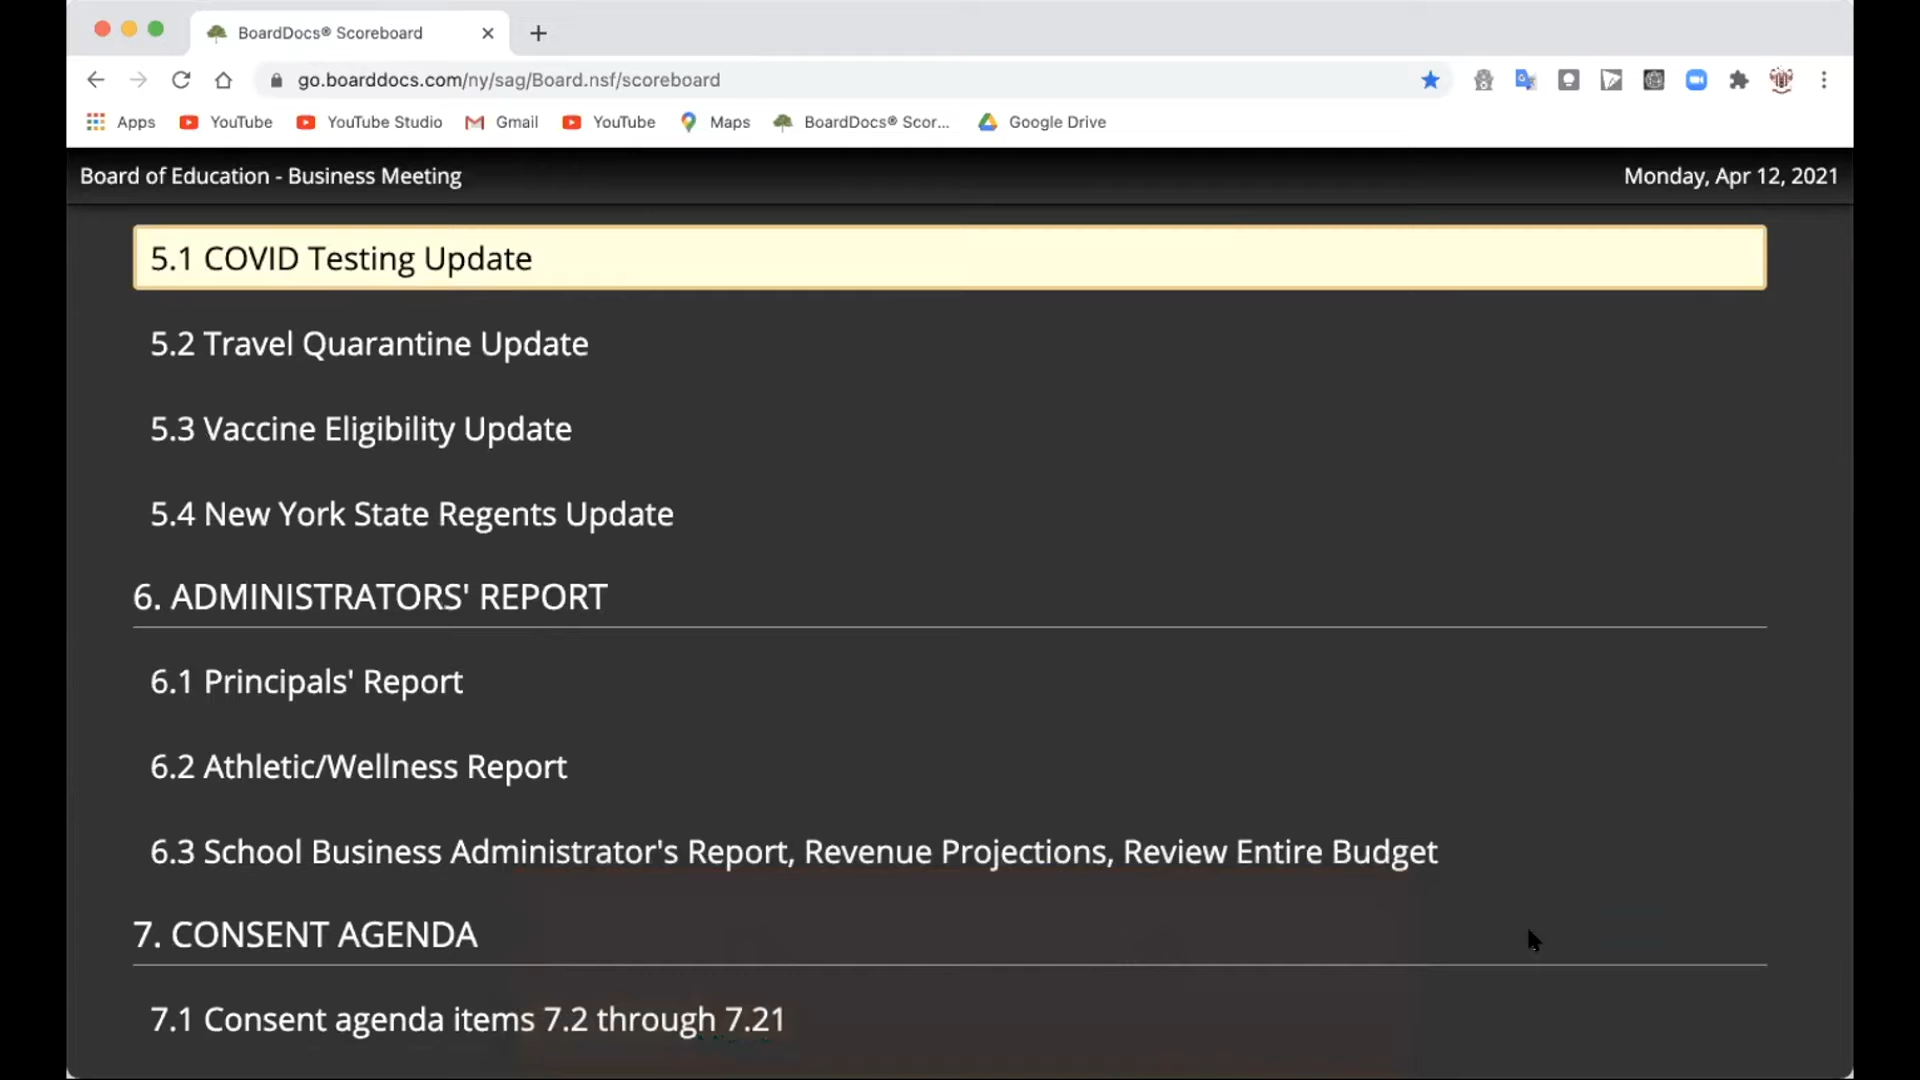 BoardDocs® Scoreboard
go.boarddocs.com/ny/sag/Board.nsf/scoreboard
Apps YouTube YouTube Studio Gmail YouTube Maps BoardDocs® Scor... Google Drive
Board of Education - Business Meeting Monday, Apr 12, 2021
5.1 COVID Testing Update
5.2 Travel Quarantine Update
5.3 Vaccine Eligibility Update
5.4 New York State Regents Update
6. ADMINISTRATORS' REPORT
6.1 Principals' Report
6.2 Athletic/Wellness Report
6.3 School Business Administrator's Report, Revenue Projections, Review Entire Budget
7. CONSENT AGENDA
7.1 Consent agenda items 7.2 through 7.21